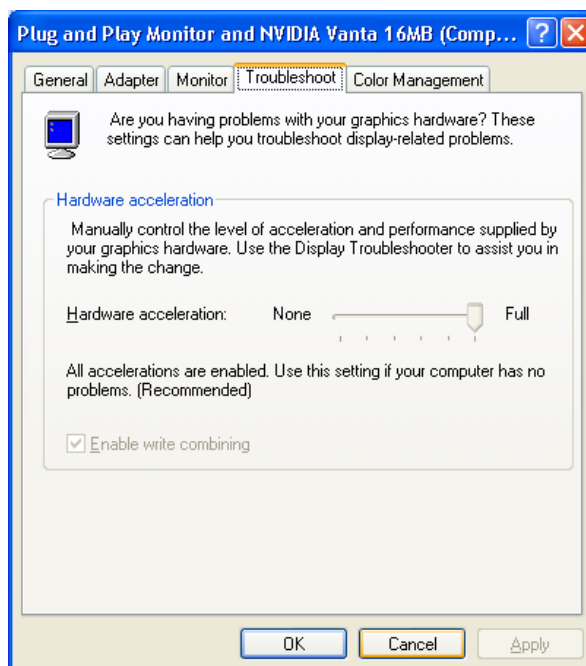 Plug and Play Monitor and NVIDIA Vanta 16MB (Comp...
General Adapter Monitor Troubleshoot Color Management
Are you having problems with your graphics hardware? These
settings can help you troubleshoot display-related problems.
Hardware acceleration
Manually control the level of acceleration and performance supplied by
your graphics hardware. Use the Display Troubleshooter to assist you in
making the change.
Hardware acceleration: None Full
All accelerations are enabled. Use this setting if your computer has no
problems. (Recommended)
Enable write combining
OK Cancel Apply